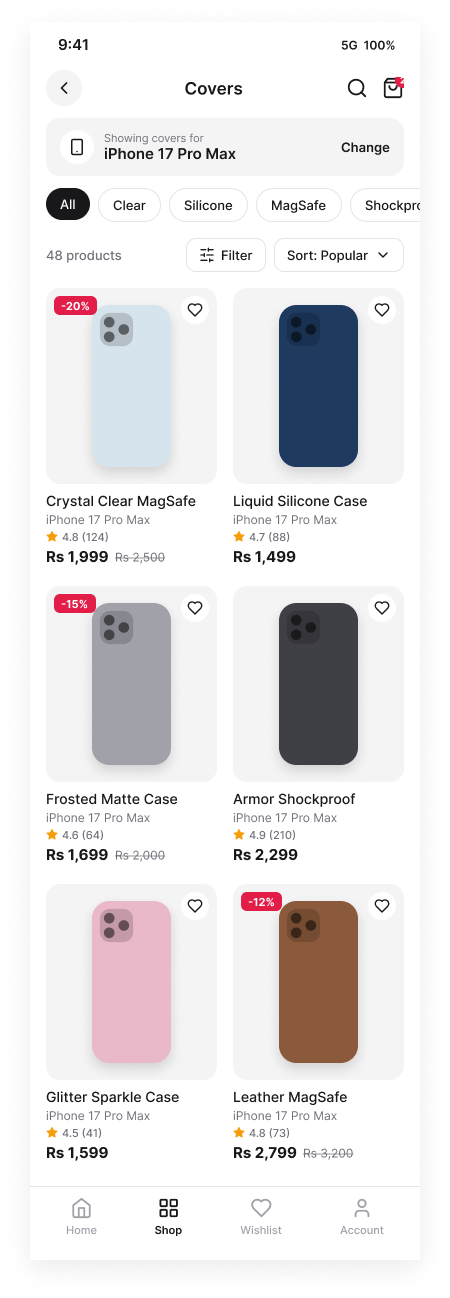 9:41
5G 100%
Covers
Showing covers for
iPhone 17 Pro Max
Change
All
Clear
Silicone
MagSafe
Shockpro
48 products
Filter
Sort: Popular
-20%
Crystal Clear MagSafe
iPhone 17 Pro Max
4.8 (124)
Rs 1,999 Rs 2,500
Liquid Silicone Case
iPhone 17 Pro Max
4.7 (88)
Rs 1,499
-15%
Frosted Matte Case
iPhone 17 Pro Max
4.6 (64)
Rs 1,699 Rs 2,000
Armor Shockproof
iPhone 17 Pro Max
4.9 (210)
Rs 2,299
Glitter Sparkle Case
iPhone 17 Pro Max
4.5 (41)
Rs 1,599
-12%
Leather MagSafe
iPhone 17 Pro Max
4.8 (73)
Rs 2,799 Rs 3,200
Home
Shop
Wishlist
Account